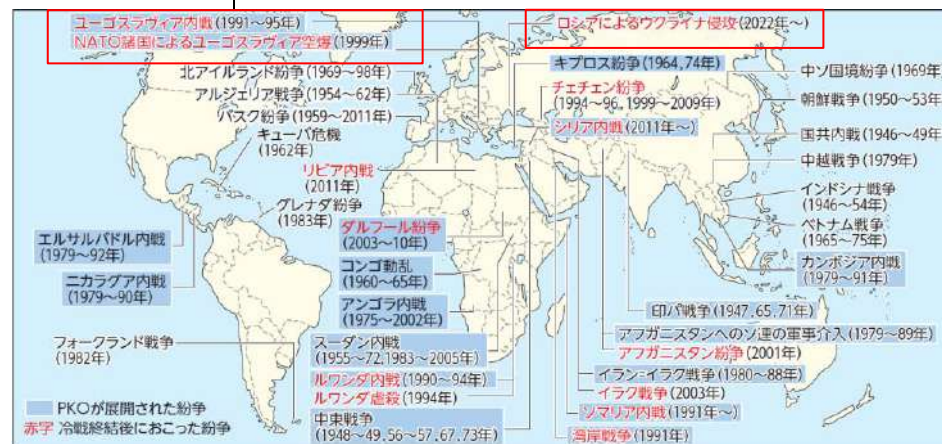 ユーゴスラヴィア内戦(1991~95年)
NATO諸国によるユーゴスラヴィア空爆(1999年)
ロシアによるウクライナ侵攻(2022年~)
北アイルランド紛争(1969~98年)
アルジェリア戦争(1954~62年)
バスク紛争(1959~2011年)
キューバ危機
(1962年)
リビア内戦
(2011年)
グレナダ紛争
(1983年)
エルサルバドル内戦
(1979~92年)
ニカラグア内戦
(1979~90年)
フォークランド戦争
(1982年)
キプロス紛争(1964,74年)
チェチェン紛争
(1994~96,1999~2009年)
シリア内戦(2011年~)
中ソ国境紛争(1969年)
朝鮮戦争(1950~53年)
国共内戦(1946~49年)
中越戦争(1979年)
インドシナ戦争
(1946~54年)
ベトナム戦争
(1965~75年)
カンボジア内戦
(1979~91年)
ダルフール紛争
(2003~10年)
コンゴ動乱
(1960~65年)
アンゴラ内戦
(1975~2002年)
スーダン内戦
(1955~72,1983~2005年)
ルワンダ内戦(1990~94年)
ルワンダ虐殺(1994年)
中東戦争
(1948~49,56~57,67,73年)
印パ戦争(1947,65,71年)
アフガニスタンへのソ連の軍事介入(1979~89年)
アフガニスタン紛争(2001年)
イラン=イラク戦争(1980~88年)
イラク戦争(2003年)
ソマリア内戦(1991年~)
湾岸戦争(1991年)
PKOが展開された紛争
赤字 冷戦終結後におこった紛争